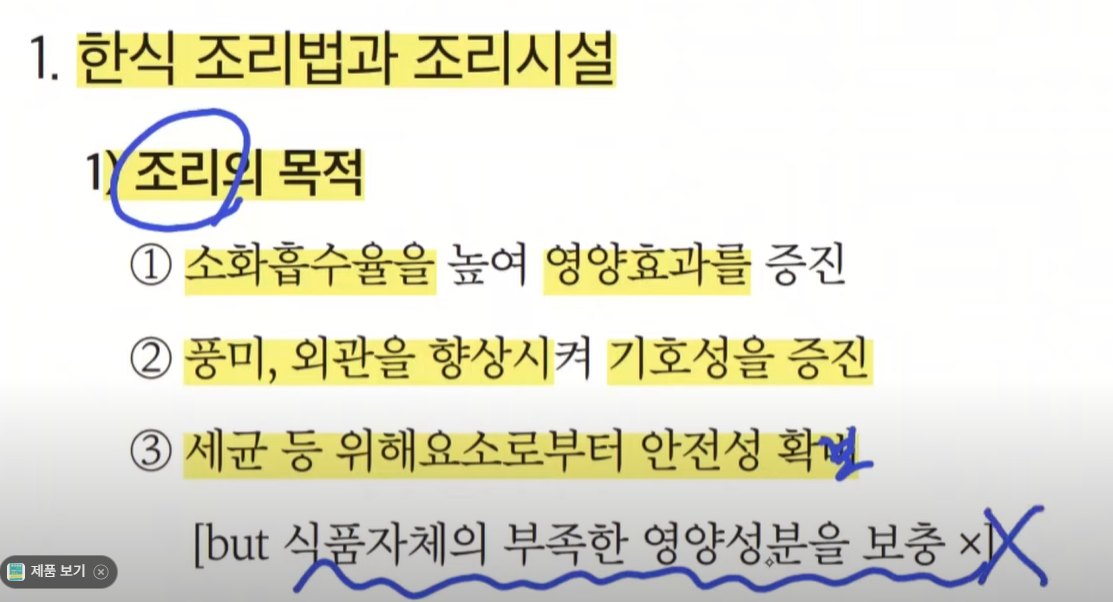 1. 한식 조리법과 조리시설
1) 조리의 목적
① 소화흡수율을 높여 영양효과를 증진
② 풍미, 외관을 향상시켜 기호성을 증진
③ 세균 등 위해요소로부터 안전성 확보
[but 식품자체의 부족한 영양성분을 보충 ×]
제품 보기